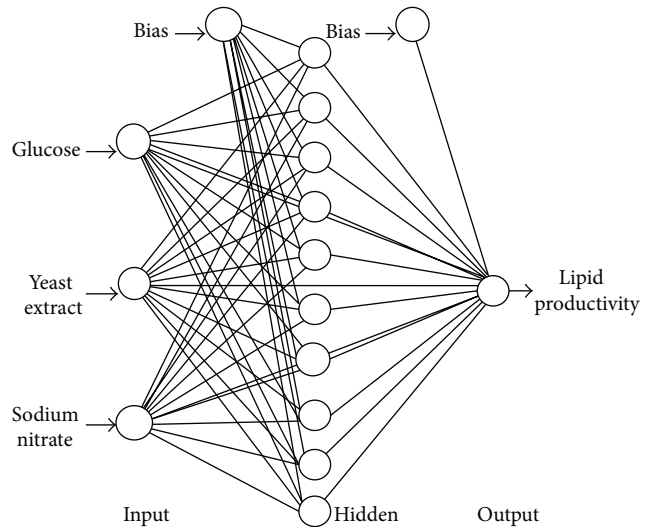 Bias
Bias
Glucose
Yeast
extract
Lipid
productivity
Sodium
nitrate
Input
Hidden
Output